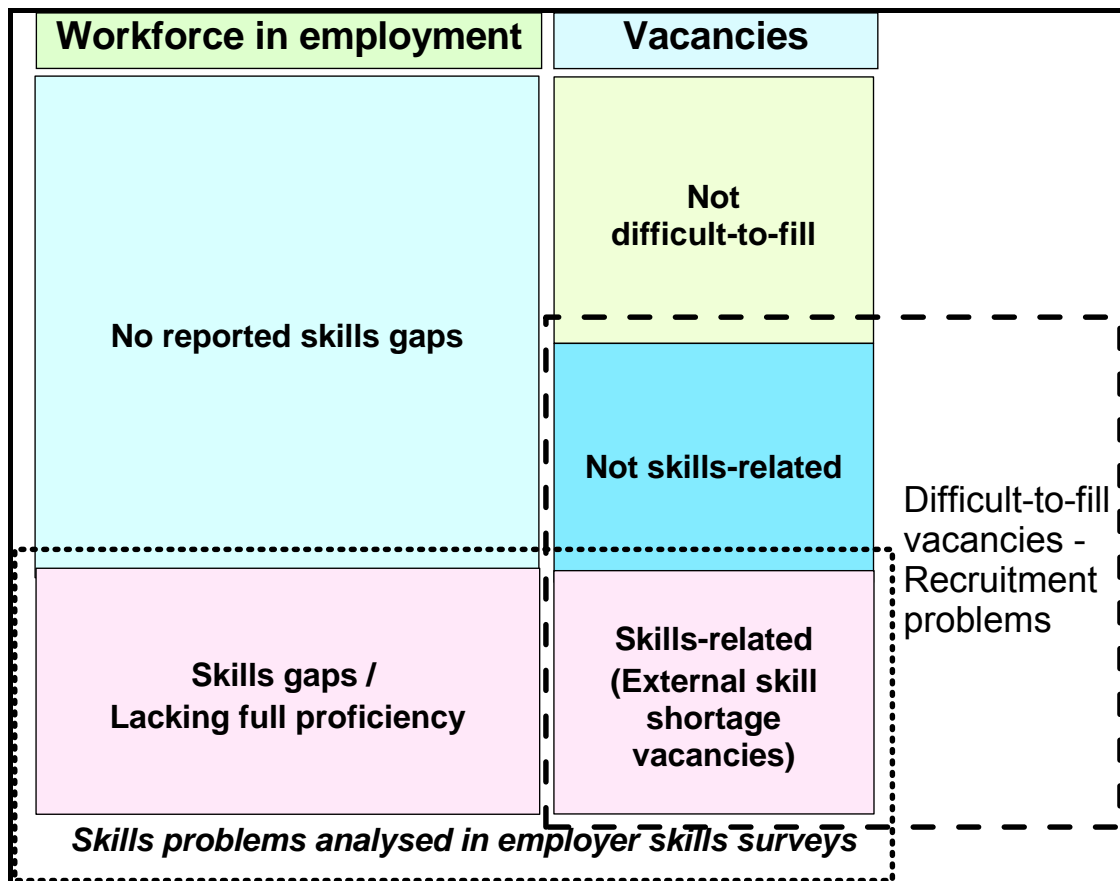 Workforce in employment
Vacancies
Not
difficult-to-fill
No reported skills gaps
Not skills-related
Difficult-to-fill
vacancies -
Recruitment
problems
Skills gaps /
Lacking full proficiency
Skills-related
(External skill
shortage
vacancies)
Skills problems analysed in employer skills surveys